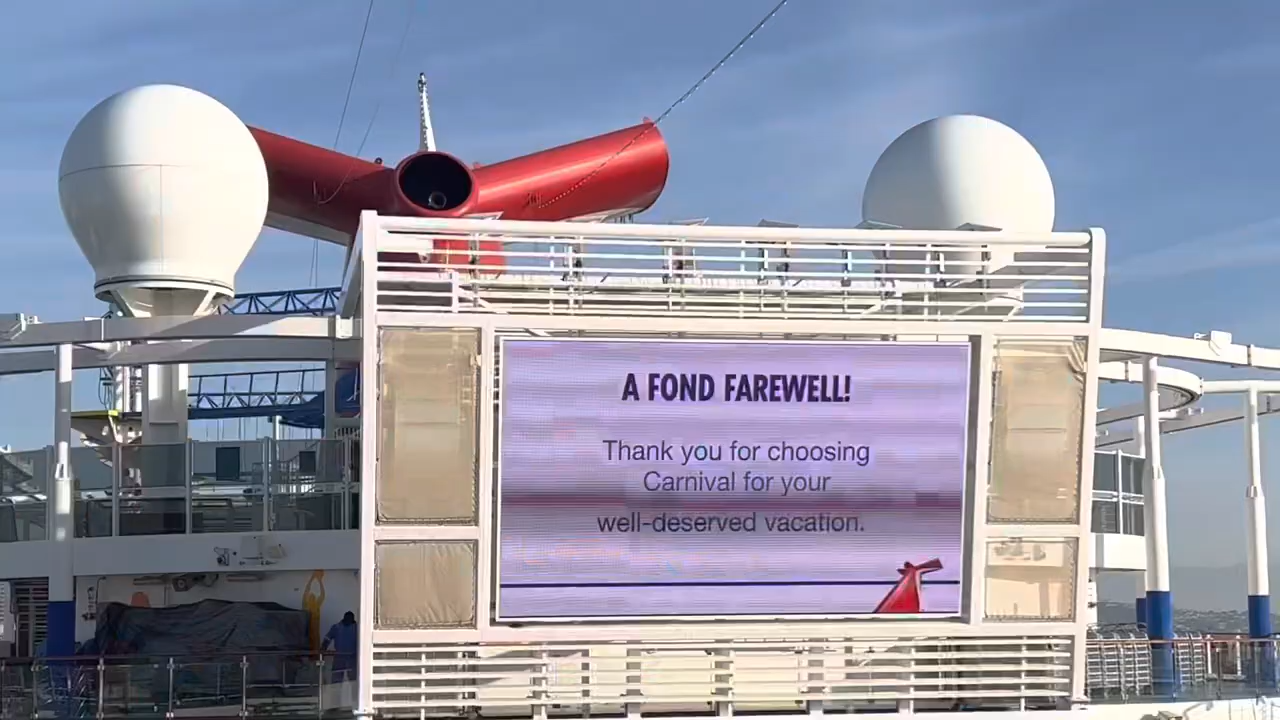 A FOND FAREWELL!
Thank you for choosing
Carnival for your
well-deserved vacation.